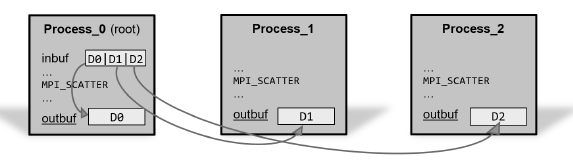 Process_0 (root)
inbuf D0 D1 D2
...
MPI_SCATTER
...
outbuf D0
Process_1
...
MPI_SCATTER
...
outbuf D1
Process_2
...
MPI_SCATTER
...
outbuf D2